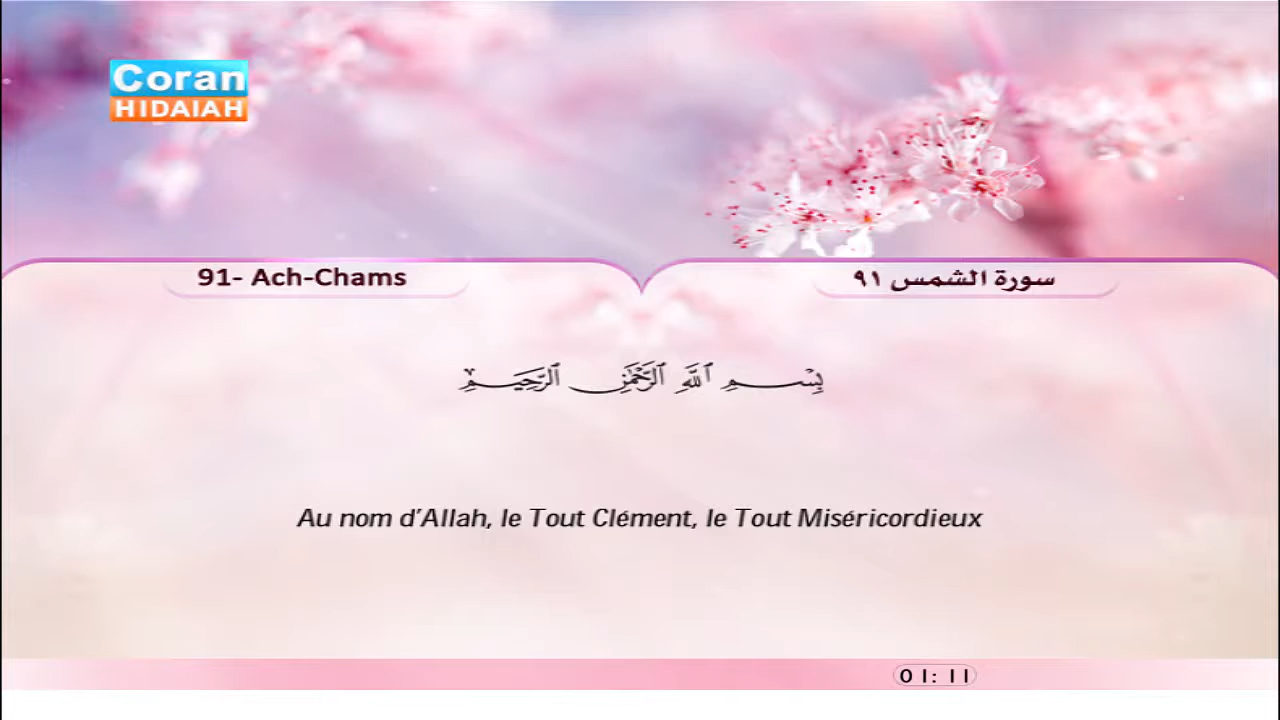 Coran
HIDAIAH
91- Ach-Chams
سورة الشمس ٩١
بِسْمِ ٱللَّهِ ٱلرَّحْمَٰنِ ٱلرَّحِيمِ
Au nom d'Allah, le Tout Clément, le Tout Miséricordieux
01:11